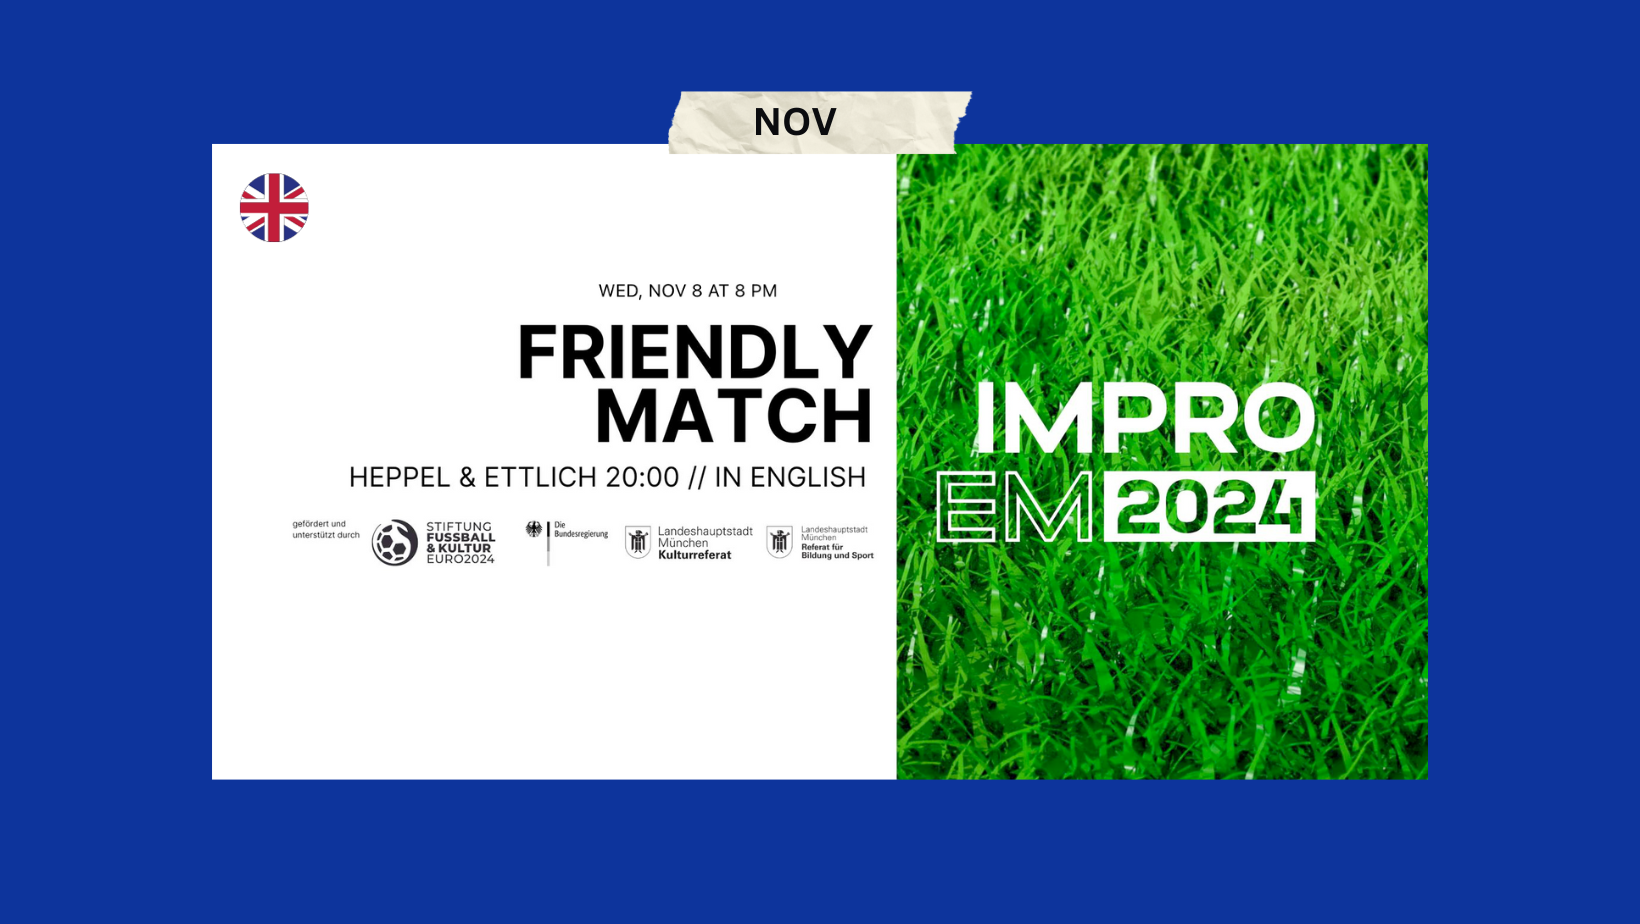 NOV
WED, NOV 8 AT 8 PM
FRIENDLY
MATCH
HEPPEL & ETTLICH 20:00 // IN ENGLISH
gefördert und
unterstützt durch
STIFTUNG
FUSSBALL
& KULTUR
EURO2024
Die
Bundesregierung
Landeshauptstadt
München
Kulturreferat
Landeshauptstadt
München
Referat für
Bildung und Sport
IMPRO
EM 2024